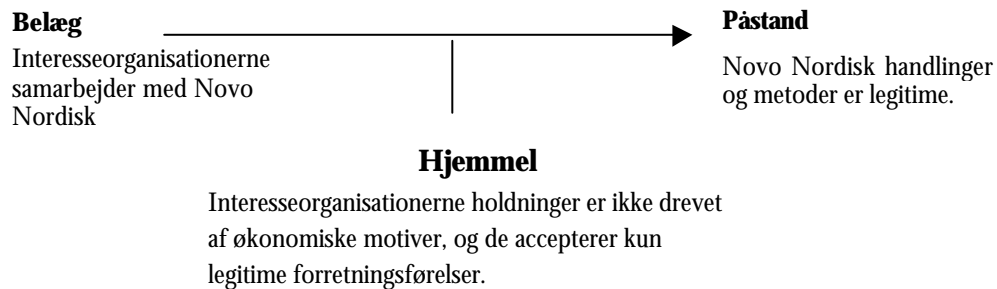 Belæg
Interesseorganisationerne
samarbejder med Novo
Nordisk
Påstand
Novo Nordisk handlinger
og metoder er legitime.
Hjemmel
Interesseorganisationerne holdninger er ikke drevet
af økonomiske motiver, og de accepterer kun
legitime forretningsførelser.